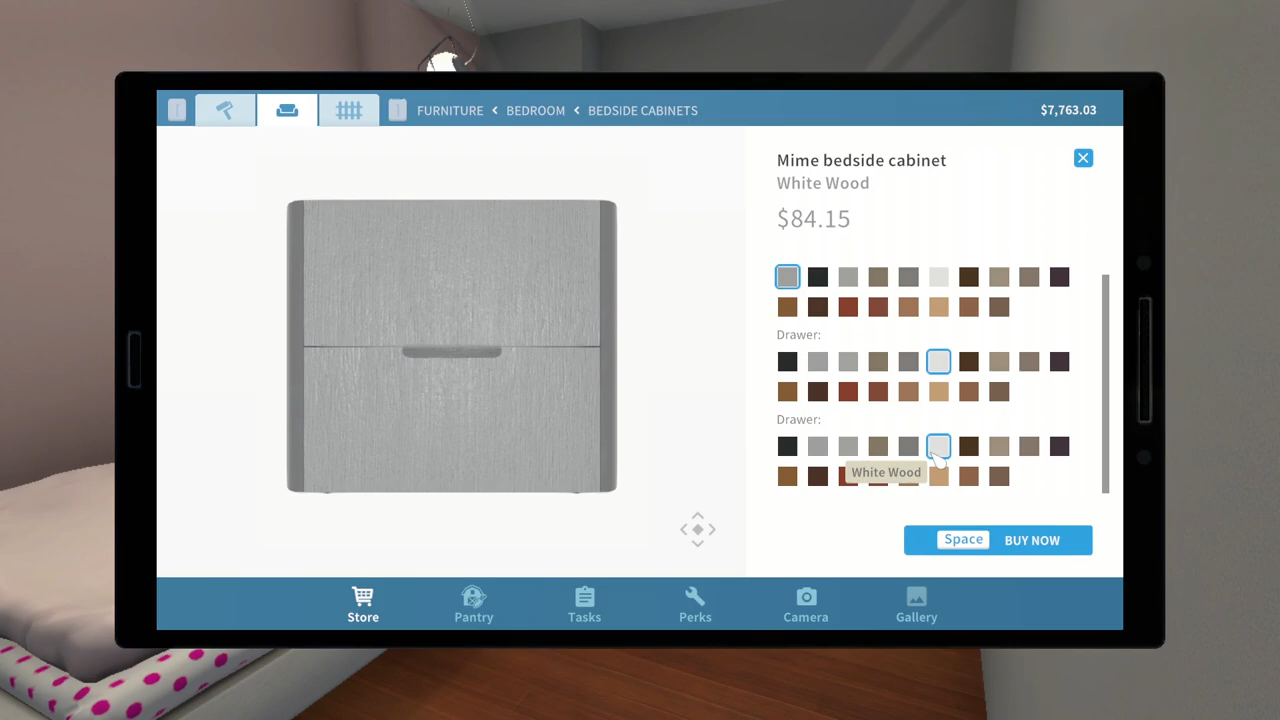 FURNITURE < BEDROOM < BEDSIDE CABINETS
$7,763.03
Mime bedside cabinet
White Wood
$84.15
Drawer:
Drawer:
White Wood
Space BUY NOW
Store Pantry Tasks Perks Camera Gallery